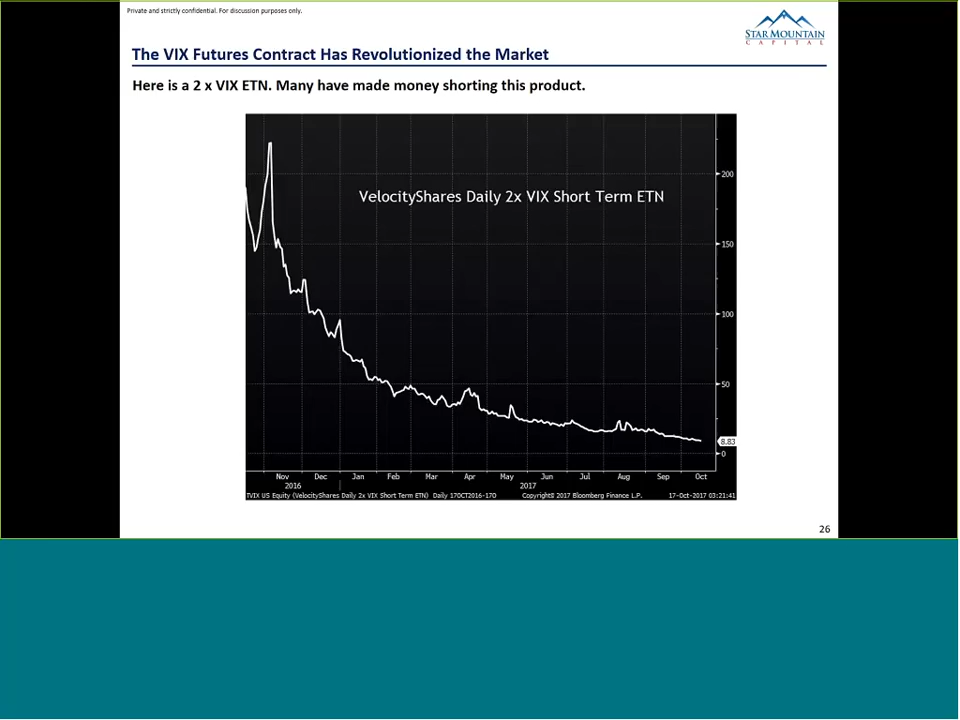 Private and strictly confidential. For discussion purposes only.
STAR MOUNTAIN
CAPITAL
The VIX Futures Contract Has Revolutionized the Market
Here is a 2 x VIX ETN. Many have made money shorting this product.
VelocityShares Daily 2x VIX Short Term ETN
200
150
100
50
8.83
0
Nov Dec Jan Feb Mar Apr May Jun Jul Aug Sep Oct
2016 2017
TVIX US Equity (VelocityShares Daily 2x VIX Short Term ETN) Daily 17OCT2016-17O Copyright© 2017 Bloomberg Finance L.P. 17-Oct-2017 03:21:41
26